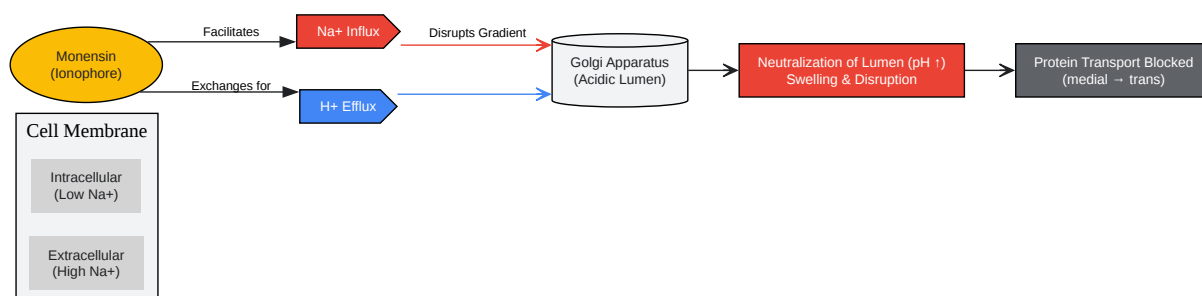 Monensin
(Ionophore)
Facilitates
Na+ Influx
Disrupts Gradient
Exchanges for
H+ Efflux
Golgi Apparatus
(Acidic Lumen)
Neutralization of Lumen (pH ↑)
Swelling & Disruption
Protein Transport Blocked
(medial → trans)
Cell Membrane
Intracellular
(Low Na+)
Extracellular
(High Na+)